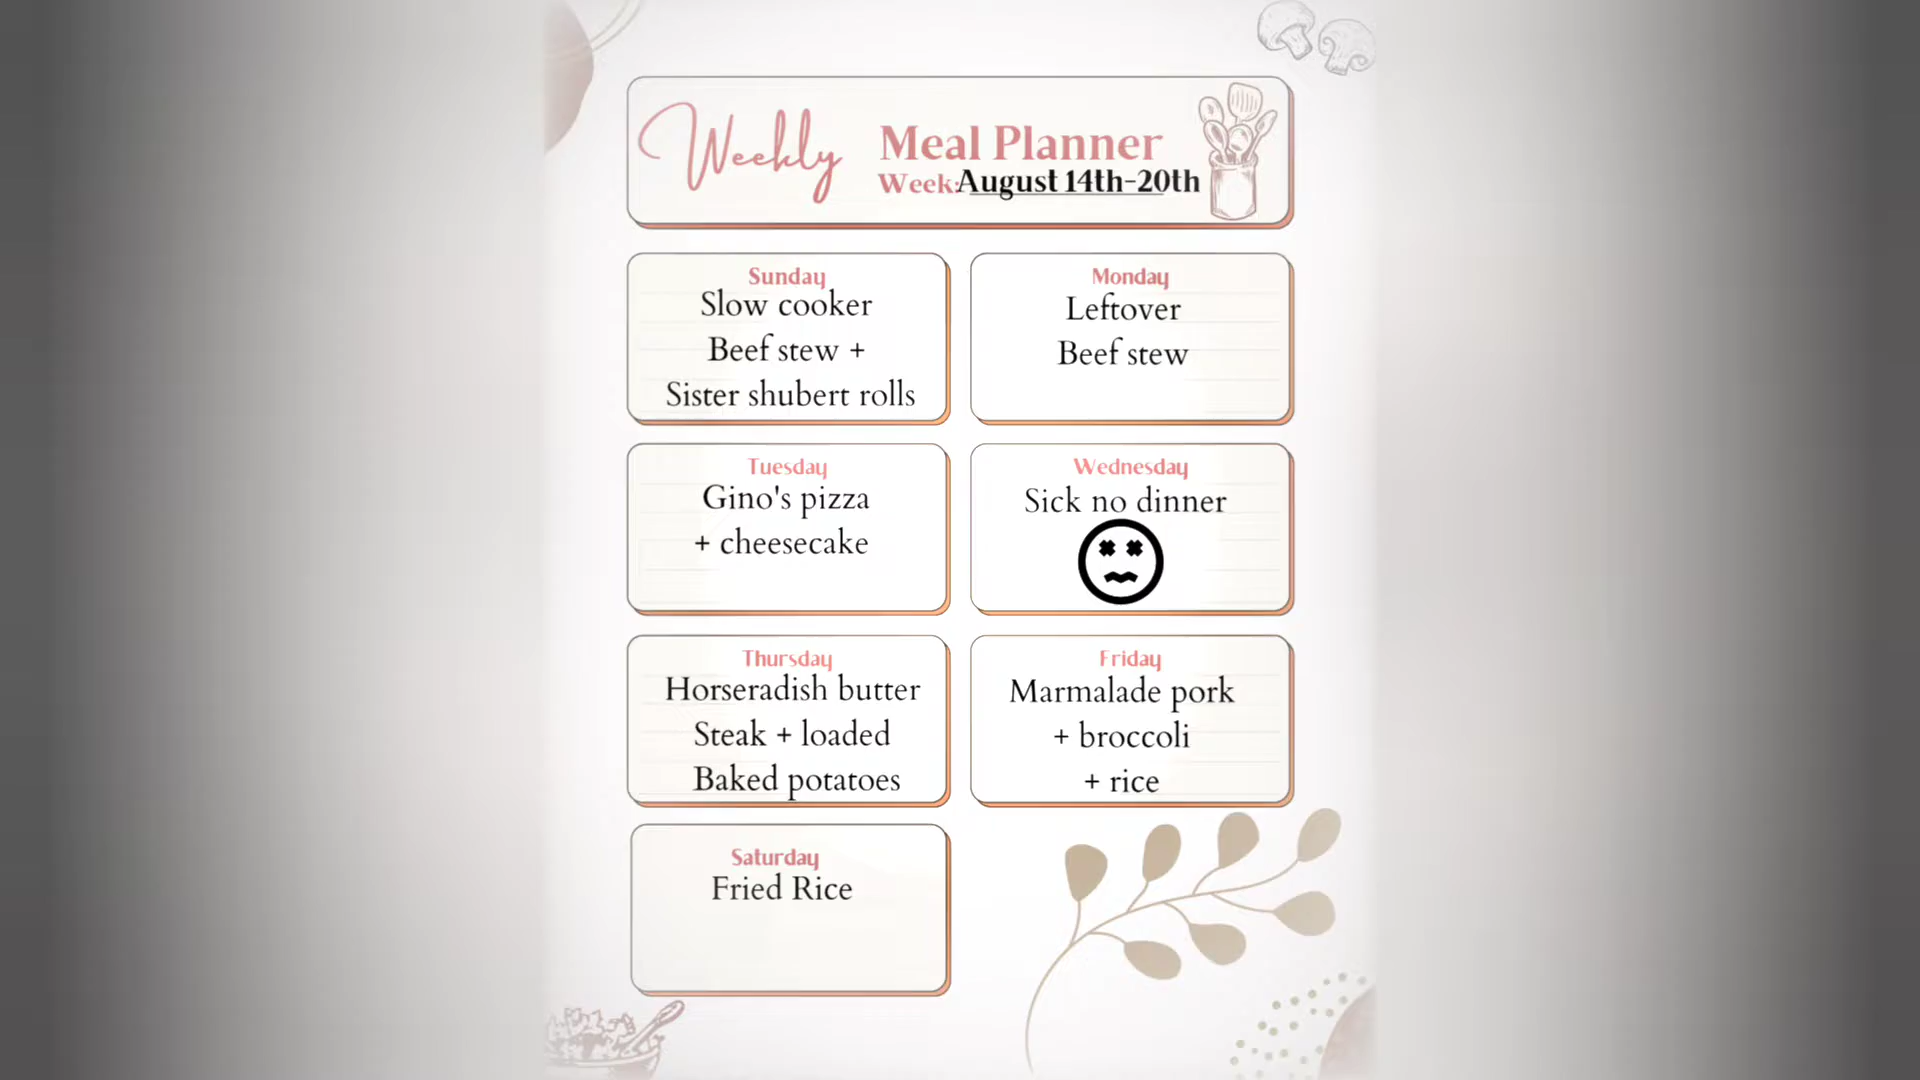 Weekly
Meal Planner
Week:August 14th-20th
Sunday
Slow cooker
Beef stew +
Sister shubert rolls
Monday
Leftover
Beef stew
Tuesday
Gino's pizza
+ cheesecake
Wednesday
Sick no dinner
Thursday
Horseradish butter
Steak + loaded
Baked potatoes
Friday
Marmalade pork
+ broccoli
+ rice
Saturday
Fried Rice